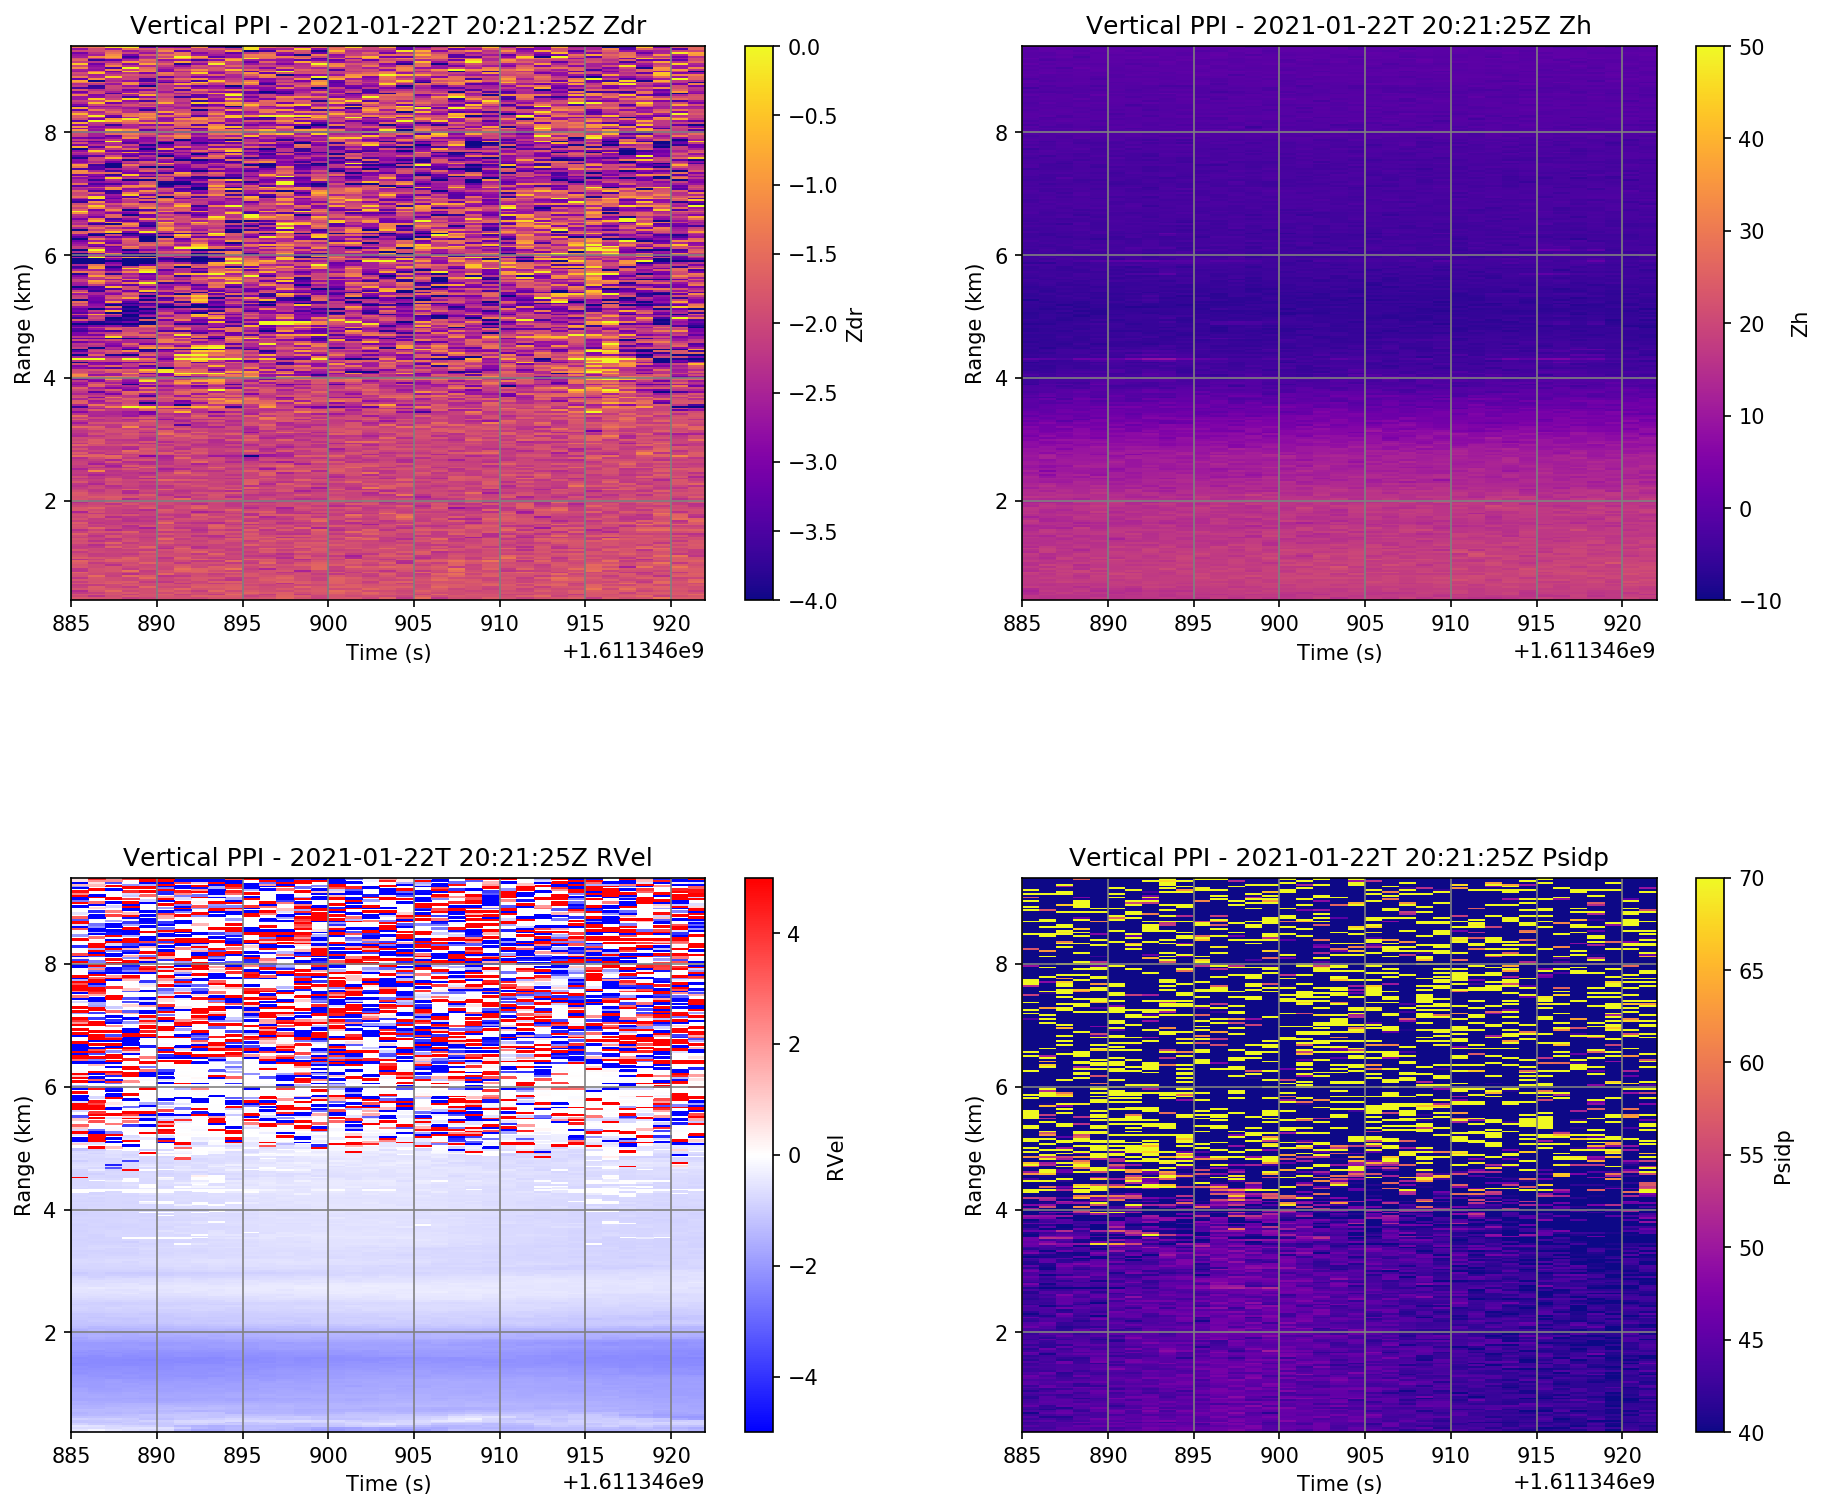 Vertical PPI - 2021-01-22T 20:21:25Z Zdr
Range (km)
8
6
4
2
885 890 895 900 905 910 915 920
Time (s)
+1.611346e9
0.0
−0.5
−1.0
−1.5
−2.0
−2.5
−3.0
−3.5
−4.0
Zdr
Vertical PPI - 2021-01-22T 20:21:25Z Zh
Range (km)
8
6
4
2
885 890 895 900 905 910 915 920
Time (s)
+1.611346e9
50
40
30
20
10
0
−10
Zh
Vertical PPI - 2021-01-22T 20:21:25Z RVel
Range (km)
8
6
4
2
885 890 895 900 905 910 915 920
Time (s)
+1.611346e9
4
2
0
−2
−4
RVel
Vertical PPI - 2021-01-22T 20:21:25Z Psidp
Range (km)
8
6
4
2
885 890 895 900 905 910 915 920
Time (s)
+1.611346e9
70
65
60
55
50
45
40
Psidp